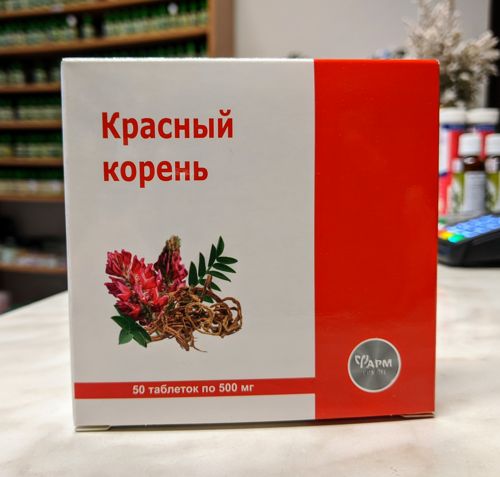 Красный
корень
50 таблеток по 500 мг
ФАРМ